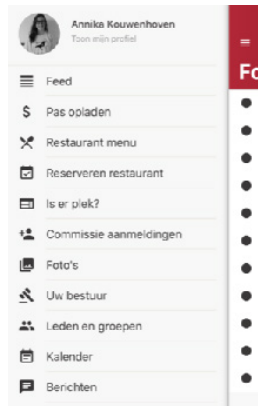 Annika Kouwenhoven
Toon mijn profiel
Feed
Pas opladen
Restaurant menu
Reserveren restaurant
Is er plek?
Commissie aanmeldingen
Foto's
Uw bestuur
Leden en groepen
Kalender
Berichten
Fo